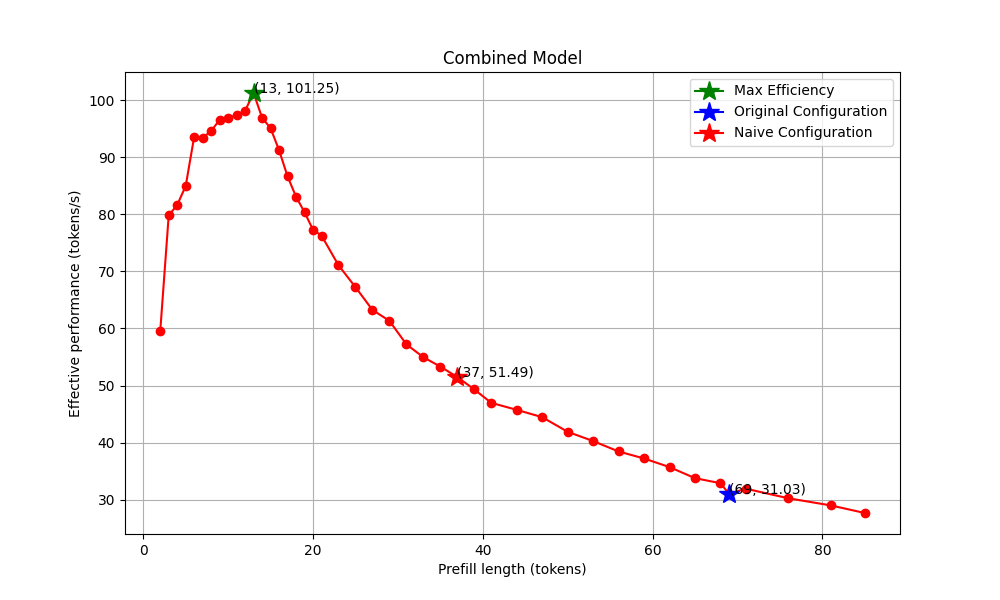 Combined Model
(13, 101.25)
Max Efficiency
Original Configuration
Naive Configuration
100
90
80
70
60
50
40
30
Effective performance (tokens/s)
(37, 51.49)
(69, 31.03)
0
20
40
60
80
Prefill length (tokens)